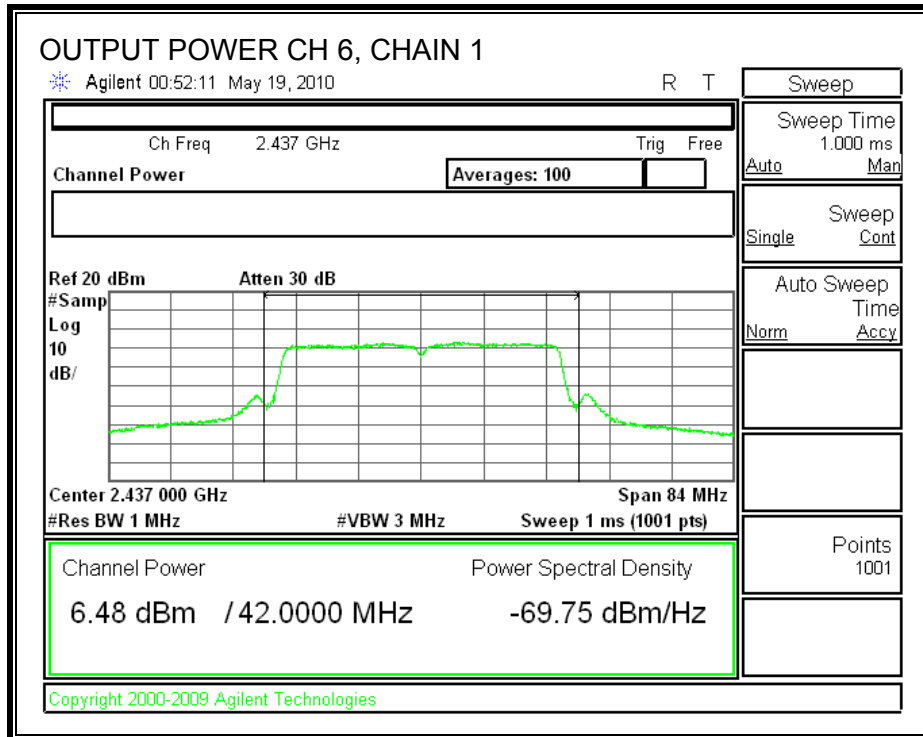 OUTPUT POWER CH 6, CHAIN 1
Agilent 00:52:11 May 19, 2010 R T
Ch Freq 2.437 GHz Trig Free
Channel Power Averages: 100
Ref 20 dBm Atten 30 dB
#Samp
Log
10
dB/
Center 2.437 000 GHz Span 84 MHz
#Res BW 1 MHz #VBW 3 MHz Sweep 1 ms (1001 pts)
Channel Power Power Spectral Density
6.48 dBm / 42.0000 MHz -69.75 dBm/Hz
Copyright 2000-2009 Agilent Technologies
Sweep
Sweep Time
1.000 ms
Auto Man
Sweep
Single Cont
Auto Sweep
Time
Norm Accy
Points
1001